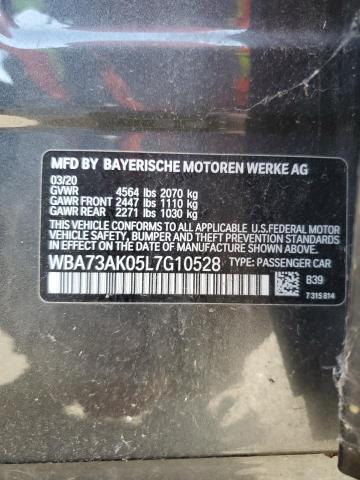 MFD BY BAYERISCHE MOTOREN WERKE AG
03/20
GVWR 4564 lbs 2070 kg
GAWR FRONT 2447 lbs 1110 kg
GAWR REAR 2271 lbs 1030 kg
THIS VEHICLE CONFORMS TO ALL APPLICABLE U.S.FEDERAL MOTOR
VEHICLE SAFETY, BUMPER AND THEFT PREVENTION STANDARDS
IN EFFECT ON THE DATE OF MANUFACTURE SHOWN ABOVE.
WBA73AK05L7G10528 TYPE: PASSENGER CAR
B39
7 315 814